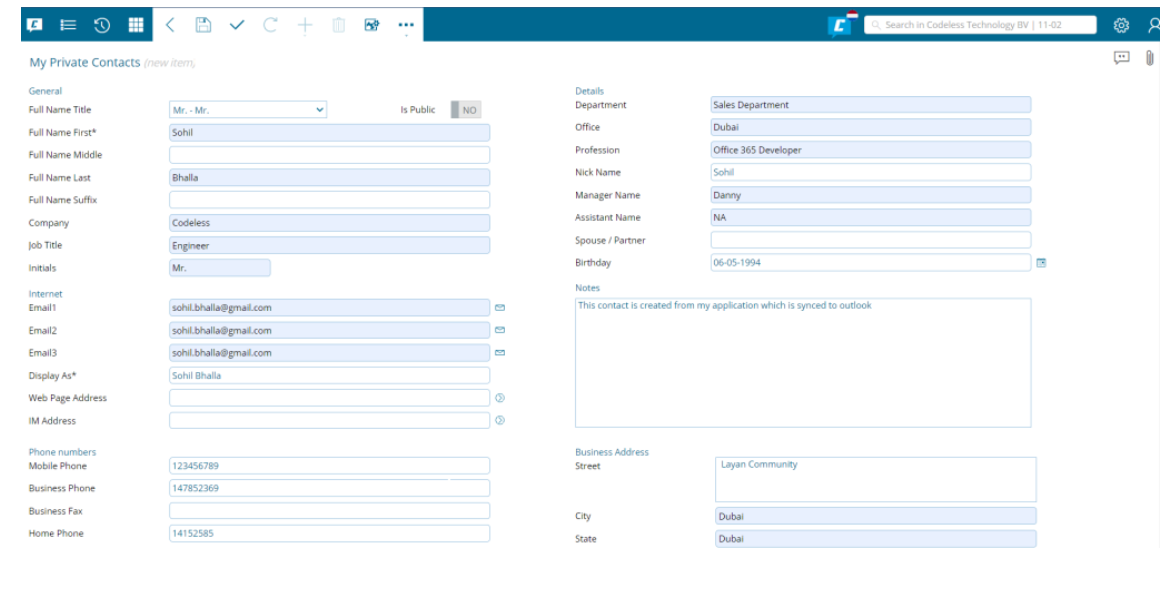 Search in Codeless Technology BV | 11-02
My Private Contacts (new item)
General
Full Name Title Mr. - Mr. Is Public NO
Full Name First* Sohil
Full Name Middle
Full Name Last Bhalla
Full Name Suffix
Company Codeless
Job Title Engineer
Initials Mr.
Internet
Email1 sohil.bhalla@gmail.com
Email2 sohil.bhalla@gmail.com
Email3 sohil.bhalla@gmail.com
Display As* Sohil Bhalla
Web Page Address
IM Address
Phone numbers
Mobile Phone 123456789
Business Phone 147852369
Business Fax
Home Phone 14152585
Details
Department Sales Department
Office Dubai
Profession Office 365 Developer
Nick Name Sohil
Manager Name Danny
Assistant Name NA
Spouse / Partner
Birthday 06-05-1994
Notes
This contact is created from my application which is synced to outlook
Business Address
Street Layan Community
City Dubai
State Dubai